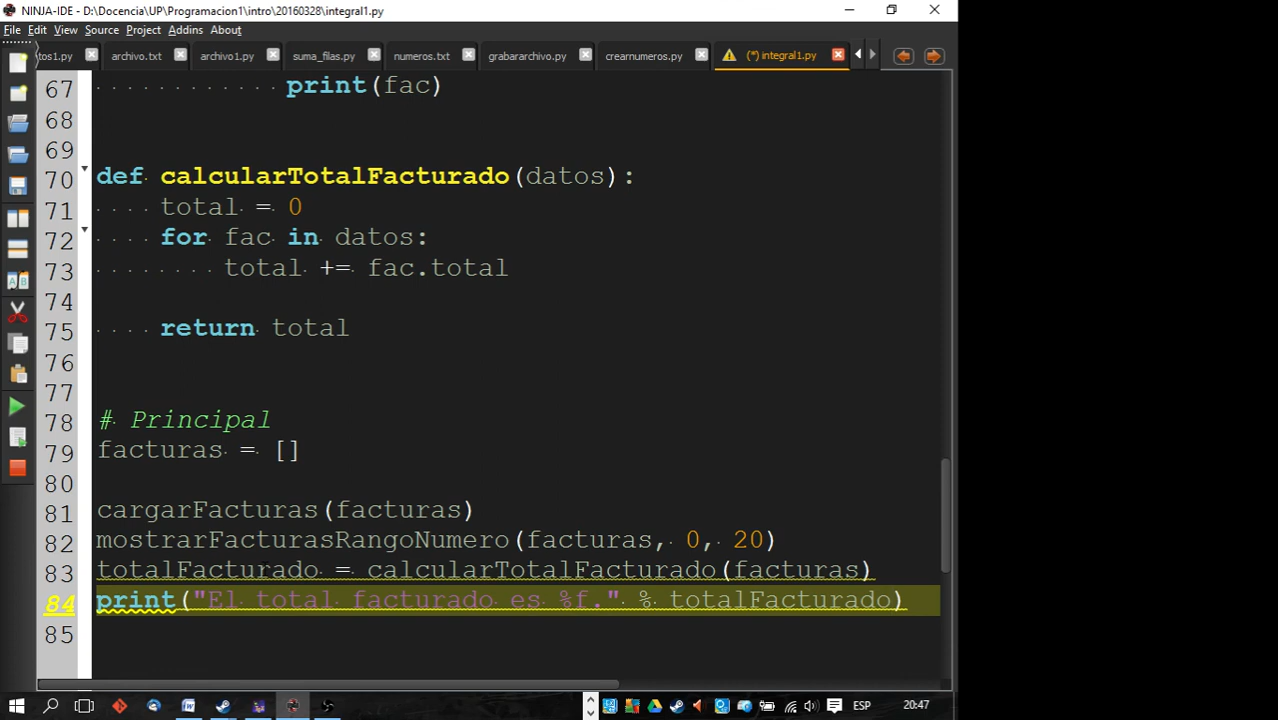 NINJA-IDE - D:\Docencia\UP\Programacion1\intro\20160328\integral1.py
File Edit View Source Project Addins About
tos1.py archivo.txt archivo1.py suma_filas.py numeros.txt grabararchivo.py crearnumeros.py (*) integral1.py
67 print(fac)
68
69
70 def calcularTotalFacturado(datos):
71 total = 0
72 for fac in datos:
73 total += fac.total
74
75 return total
76
77
78 # Principal
79 facturas = []
80
81 cargarFacturas(facturas)
82 mostrarFacturasRangoNumero(facturas, 0, 20)
83 totalFacturado = calcularTotalFacturado(facturas)
84 print("El total facturado es %f." % totalFacturado)
85
ESP 20:47